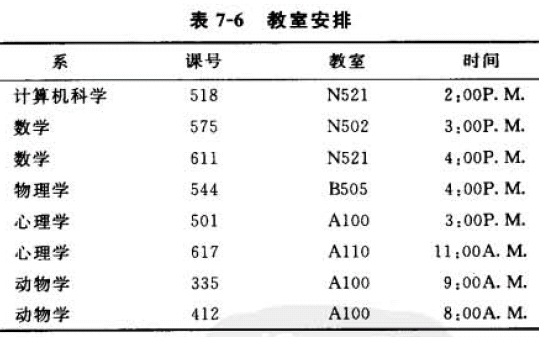 表 7-6 教室安排
系 课号 教室 时间
计算机科学 518 N521 2:00P. M.
数学 575 N502 3:00P. M.
数学 611 N521 4:00P. M.
物理学 544 B505 4:00P. M.
心理学 501 A100 3:00P. M.
心理学 617 A110 11:00A. M.
动物学 335 A100 9:00A. M.
动物学 412 A100 8:00A. M.